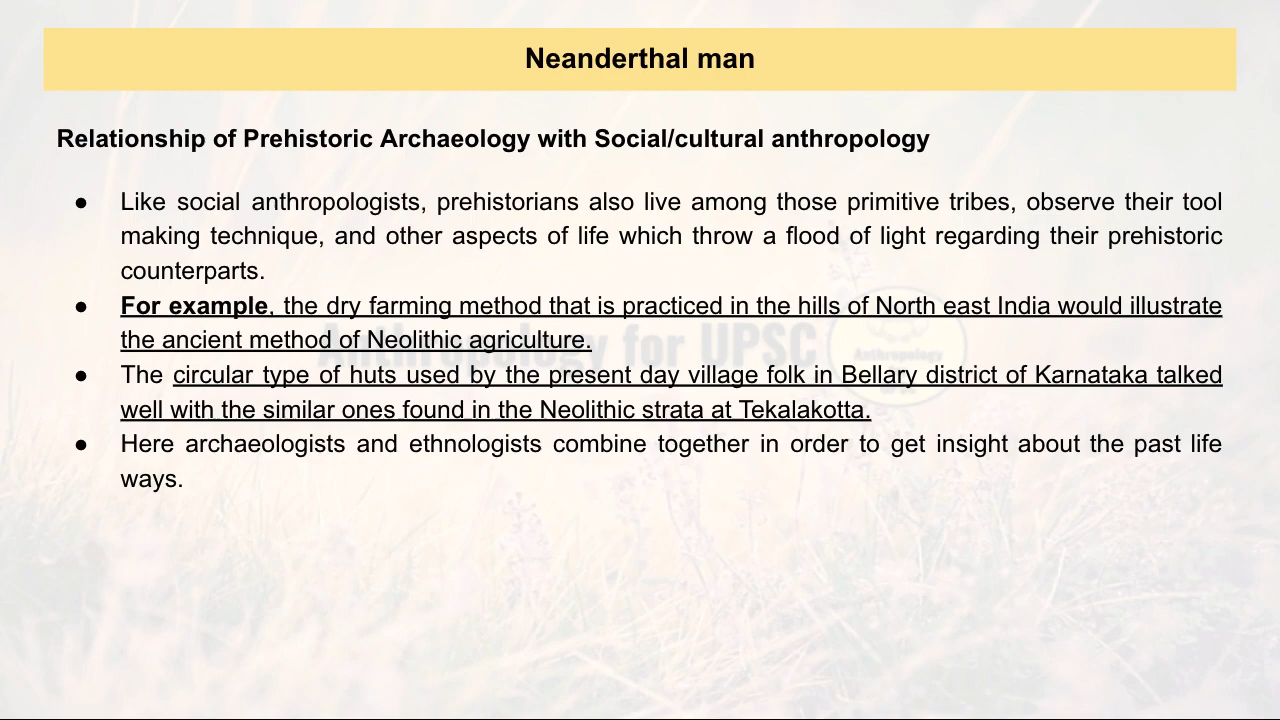 Neanderthal man
Relationship of Prehistoric Archaeology with Social/cultural anthropology
● Like social anthropologists, prehistorians also live among those primitive tribes, observe their tool
making technique, and other aspects of life which throw a flood of light regarding their prehistoric
counterparts.
● For example, the dry farming method that is practiced in the hills of North east India would illustrate
the ancient method of Neolithic agriculture.
Anthropology for UPSC
Anthropology
● The circular type of huts used by the present day village folk in Bellary district of Karnataka talked
well with the similar ones found in the Neolithic strata at Tekalakotta.
● Here archaeologists and ethnologists combine together in order to get insight about the past life
ways.